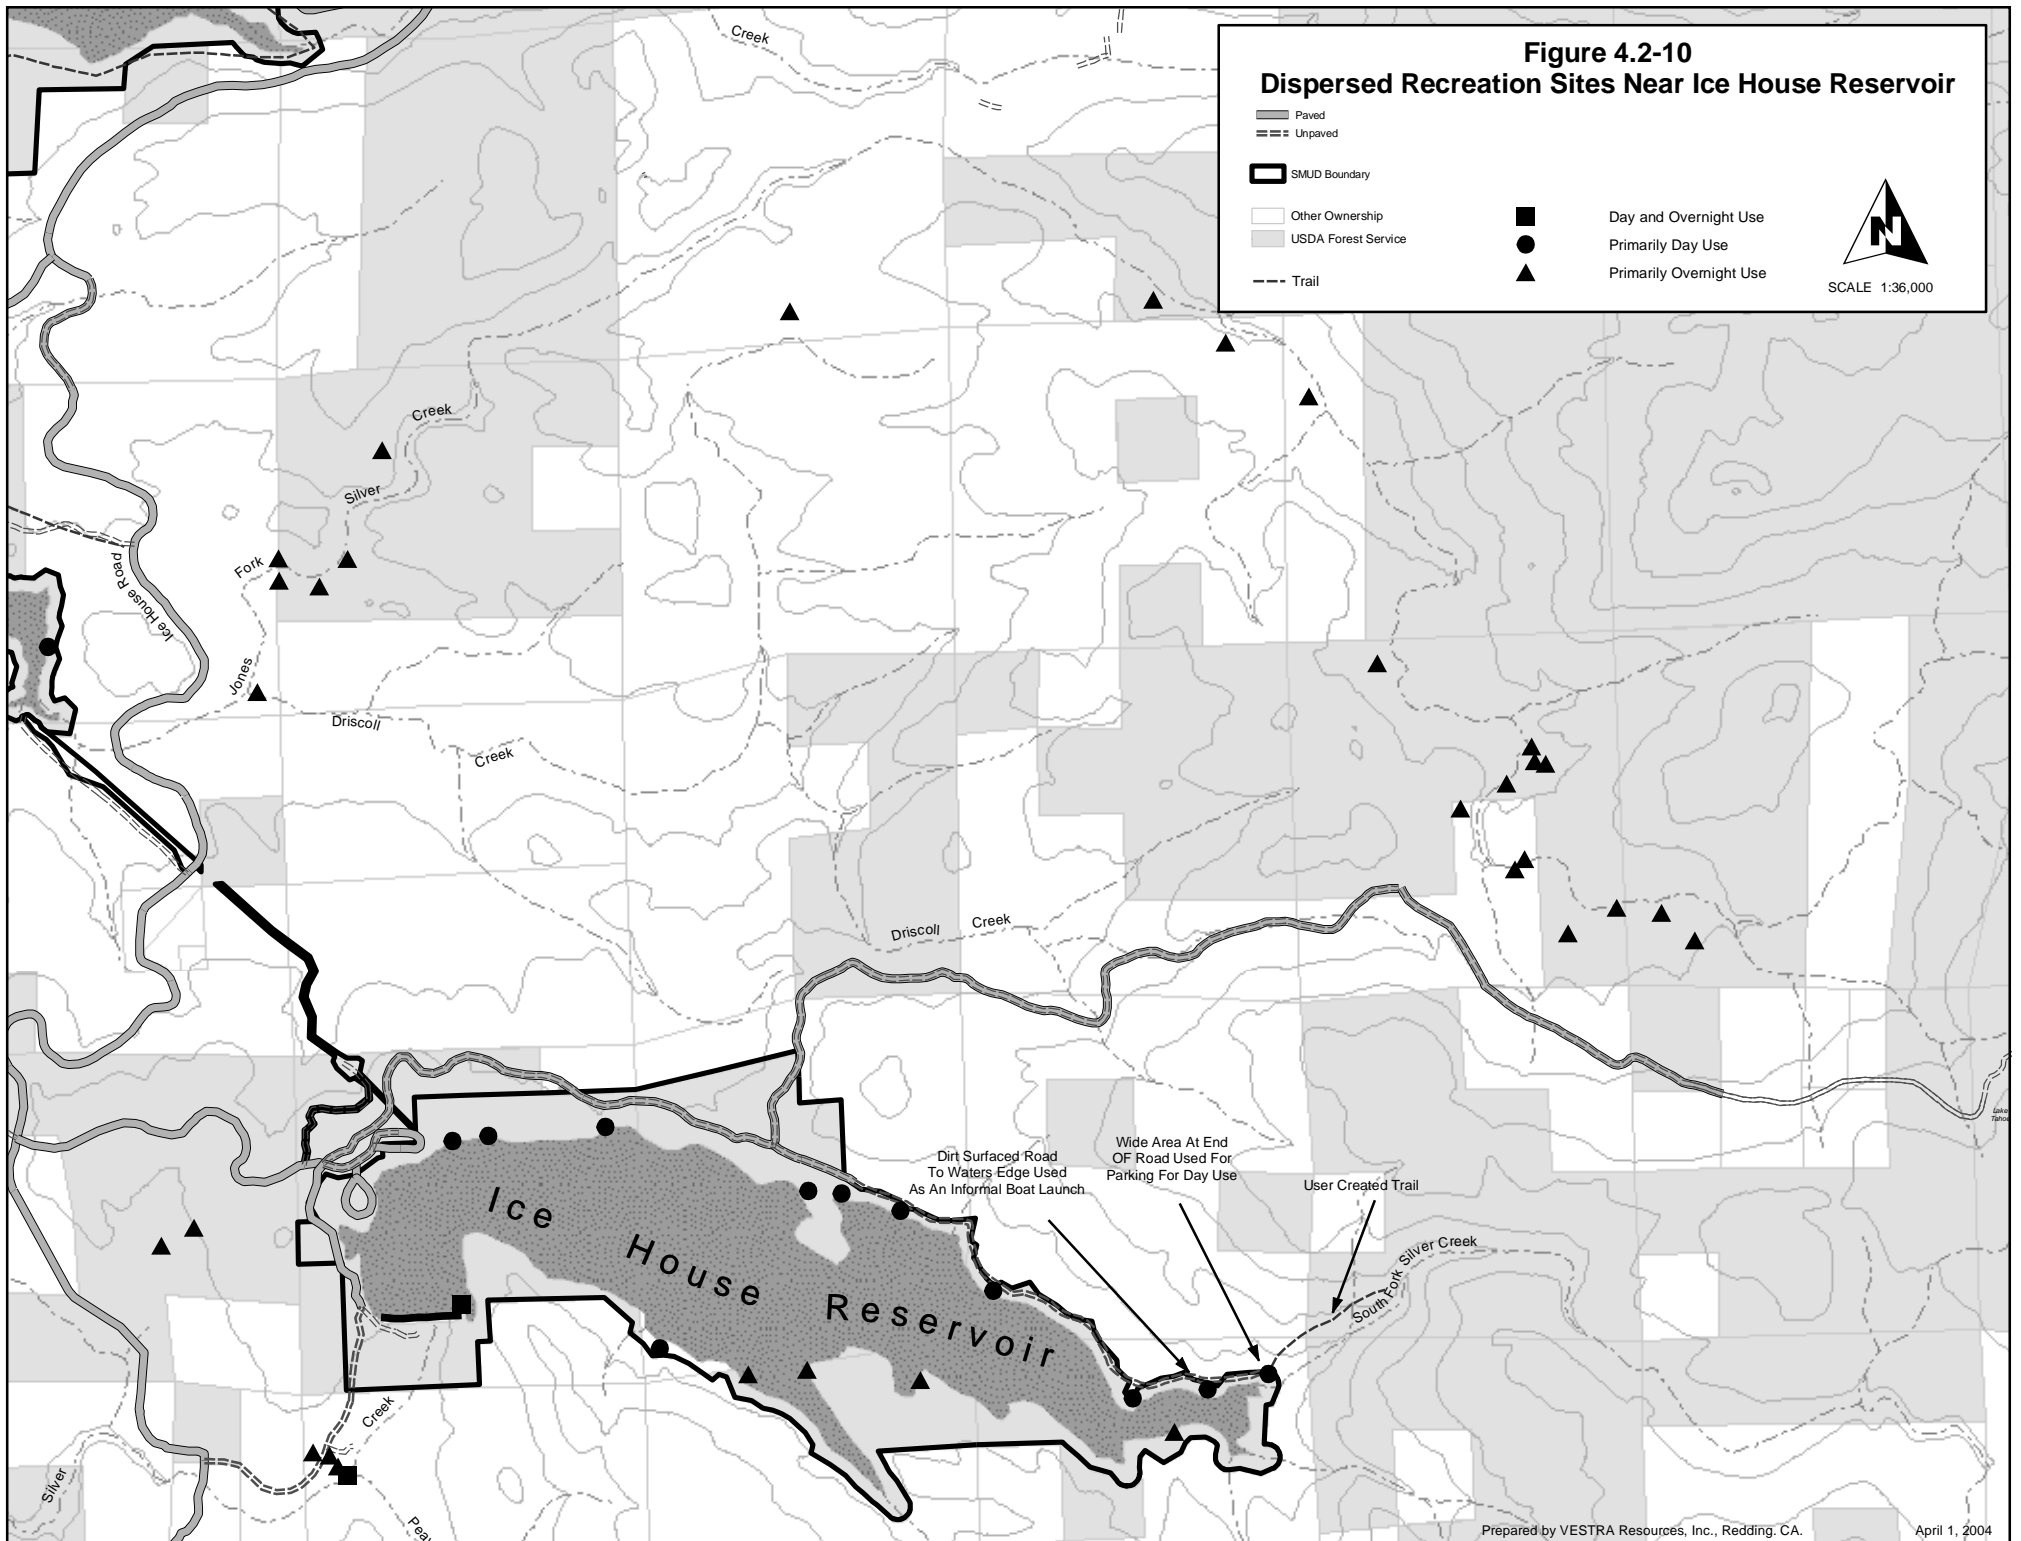 Figure 4.2-10
Dispersed Recreation Sites Near Ice House Reservoir
Paved
Unpaved
SMUD Boundary
Other Ownership
USDA Forest Service
Trail
Day and Overnight Use
Primarily Day Use
Primarily Overnight Use
N
SCALE 1:36,000
Creek
Creek
Silver
Fork
Jones
Ice House Road
Driscoll
Creek
Driscoll
Creek
Lake
Tahoe
Dirt Surfaced Road
To Waters Edge Used
As An Informal Boat Launch
Wide Area At End
OF Road Used For
Parking For Day Use
User Created Trail
South Fork Silver Creek
Ice House Reservoir
Creek
Silver
Pea
Prepared by VESTRA Resources, Inc., Redding. CA.
April 1, 2004